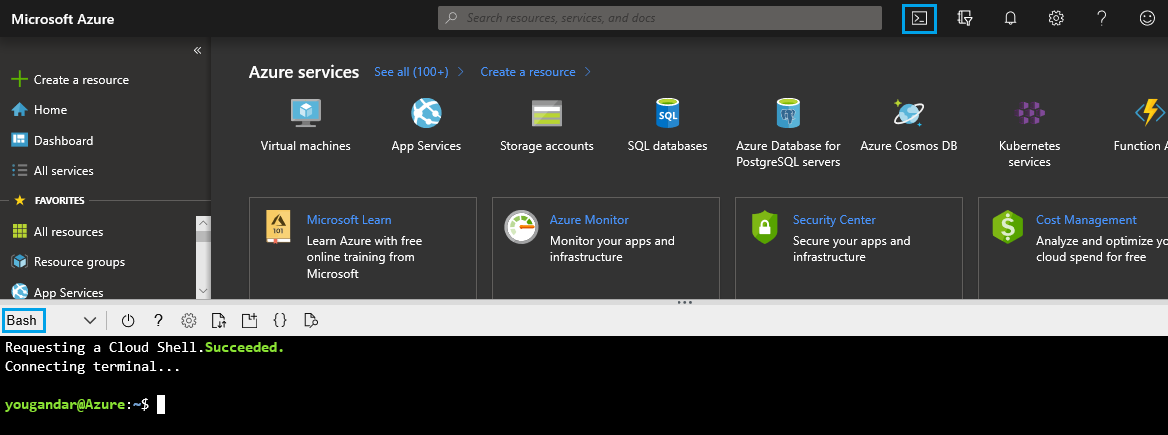 Microsoft Azure
Search resources, services, and docs
Create a resource
Home
Dashboard
All services
FAVORITES
All resources
Resource groups
App Services
Azure services
See all (100+)
Create a resource
Virtual machines
App Services
Storage accounts
SQL
SQL databases
Azure Database for
PostgreSQL servers
Azure Cosmos DB
Kubernetes
services
Function A
101
Microsoft Learn
Learn Azure with free
online training from
Microsoft
Azure Monitor
Monitor your apps and
infrastructure
Security Center
Secure your apps and
infrastructure
Cost Management
Analyze and optimize yo
cloud spend for free
Bash
Requesting a Cloud Shell.Succeeded.
Connecting terminal...
yougandar@Azure:~$